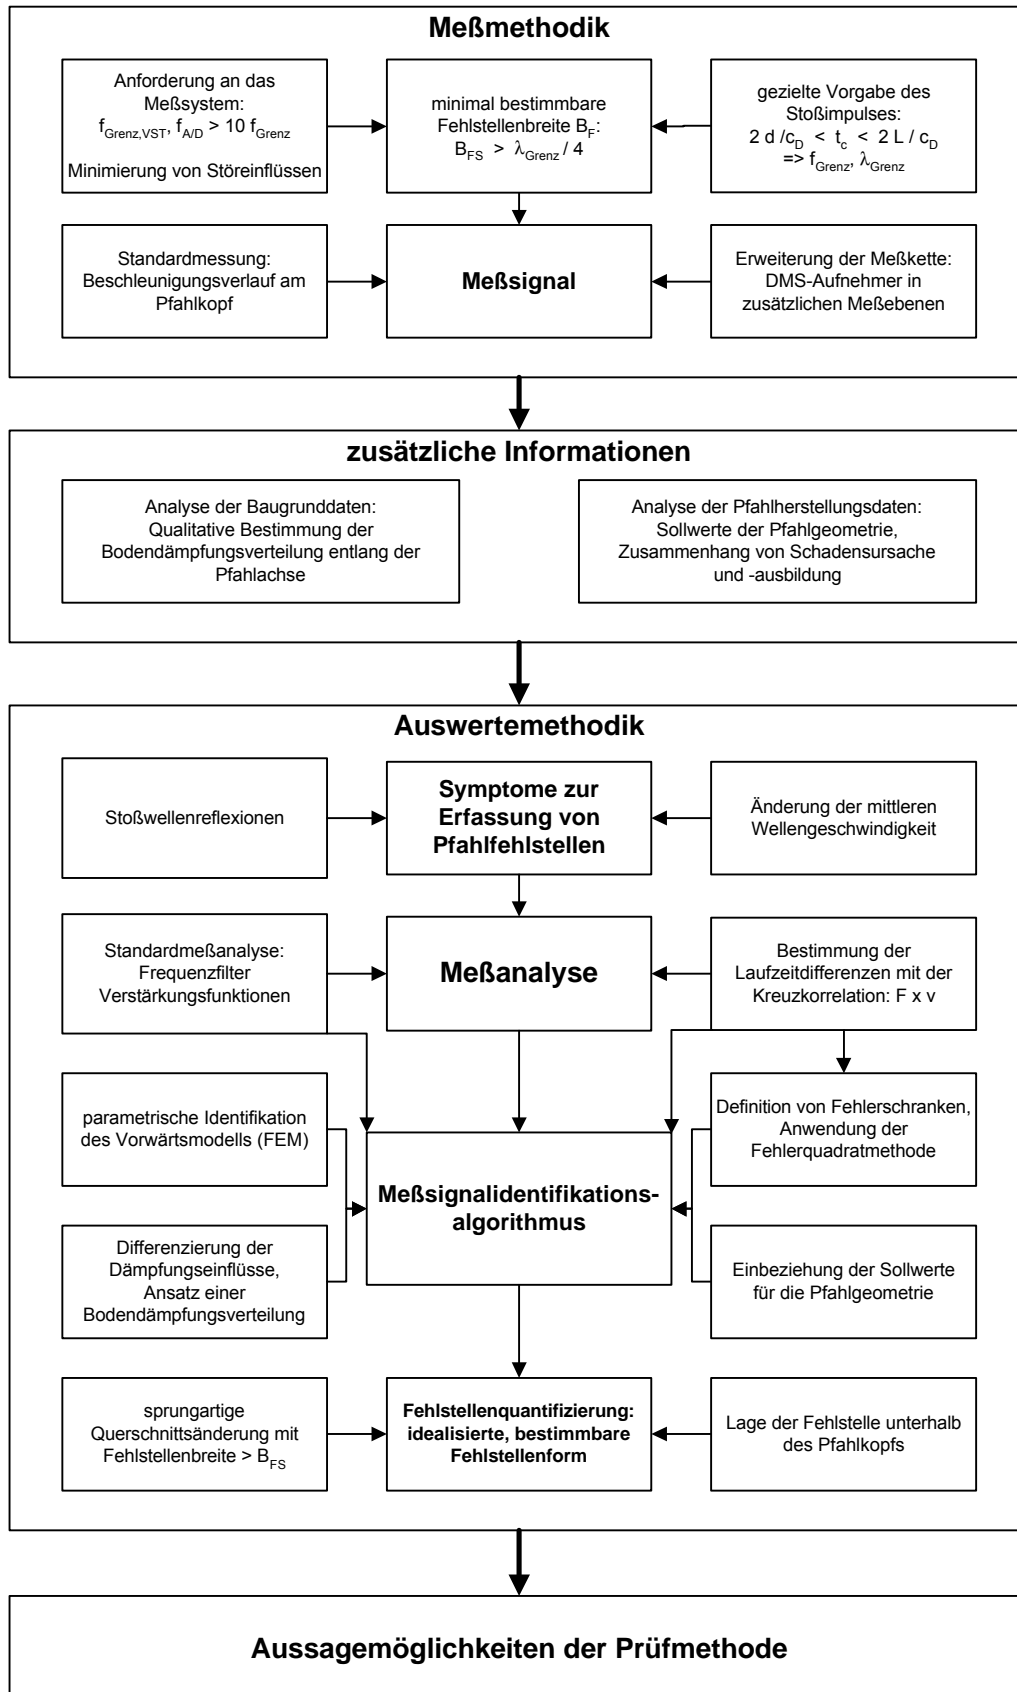 Meßmethodik
Anforderung an das
Meßsystem:
f_Grenz,VST, f_A/D > 10 f_Grenz
Minimierung von Störeinflüssen
minimal bestimmbare
Fehlstellenbreite B_F:
B_FS > λ_Grenz / 4
gezielte Vorgabe des
Stoßimpulses:
2 d /c_D < t_c < 2 L / c_D
=> f_Grenz, λ_Grenz
Standardmessung:
Beschleunigungsverlauf am
Pfahlkopf
Meßsignal
Erweiterung der Meßkette:
DMS-Aufnehmer in
zusätzlichen Meßebenen
zusätzliche Informationen
Analyse der Baugrunddaten:
Qualitative Bestimmung der
Bodendämpfungsverteilung entlang der
Pfahlachse
Analyse der Pfahlherstellungsdaten:
Sollwerte der Pfahlgeometrie,
Zusammenhang von Schadensursache
und -ausbildung
Auswertemethodik
Stoßwellenreflexionen
Symptome zur
Erfassung von
Pfahlfehlstellen
Änderung der mittleren
Wellengeschwindigkeit
Standardmeßanalyse:
Frequenzfilter
Verstärkungsfunktionen
Meßanalyse
Bestimmung der
Laufzeitdifferenzen mit der
Kreuzkorrelation: F x v
parametrische Identifikation
des Vorwärtsmodells (FEM)
Definition von Fehlerschranken,
Anwendung der
Fehlerquadratmethode
Meßsignalidentifikations-
algorithmus
Differenzierung der
Dämpfungseinflüsse,
Ansatz einer
Bodendämpfungsverteilung
Einbeziehung der Sollwerte
für die Pfahlgeometrie
sprungartige
Querschnittsänderung mit
Fehlstellenbreite > B_FS
Fehlstellenquantifizierung:
idealisierte, bestimmbare
Fehlstellenform
Lage der Fehlstelle unterhalb
des Pfahlkopfs
Aussagemöglichkeiten der Prüfmethode